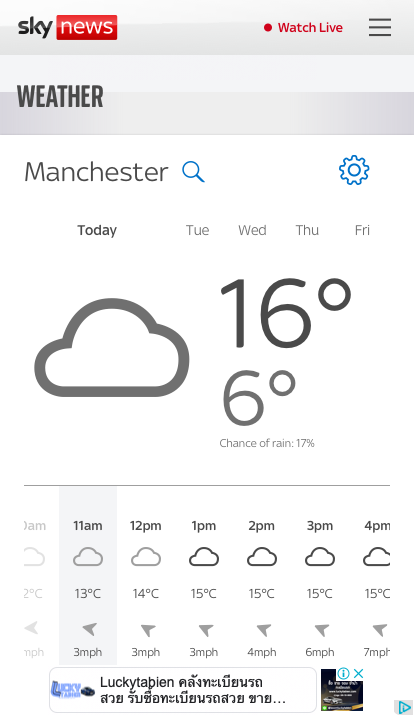 sky news
Watch Live
WEATHER
Manchester
Today Tue Wed Thu Fri
16°
6°
Chance of rain: 17%
0am 11am 12pm 1pm 2pm 3pm 4pm
2°C 13°C 14°C 15°C 15°C 15°C 15°C
mph 3mph 3mph 3mph 4mph 6mph 7mph
Luckytabien คลังทะเบียนรถ
สวย รับซื้อทะเบียนรถสวย ขาย...